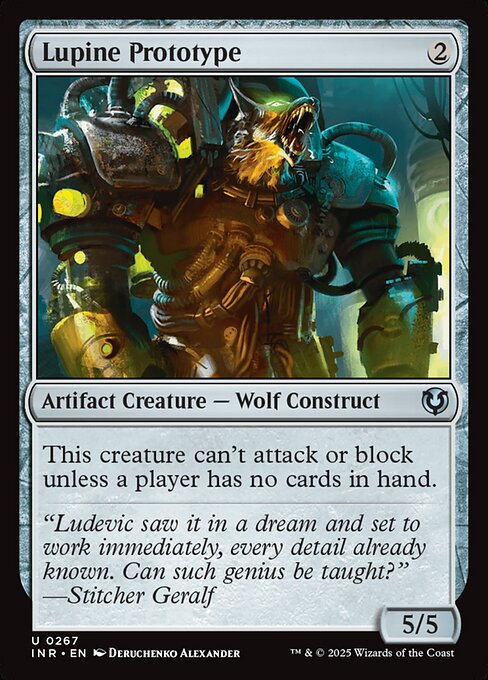 Lupine Prototype 2
Artifact Creature — Wolf Construct
This creature can't attack or block
unless a player has no cards in hand.
“Ludevic saw it in a dream and set to
work immediately, every detail already
known. Can such genius be taught?”
—Stitcher Geralf
5/5
U 0267
INR • EN Deruchenko Alexander
™ & © 2025 Wizards of the Coast